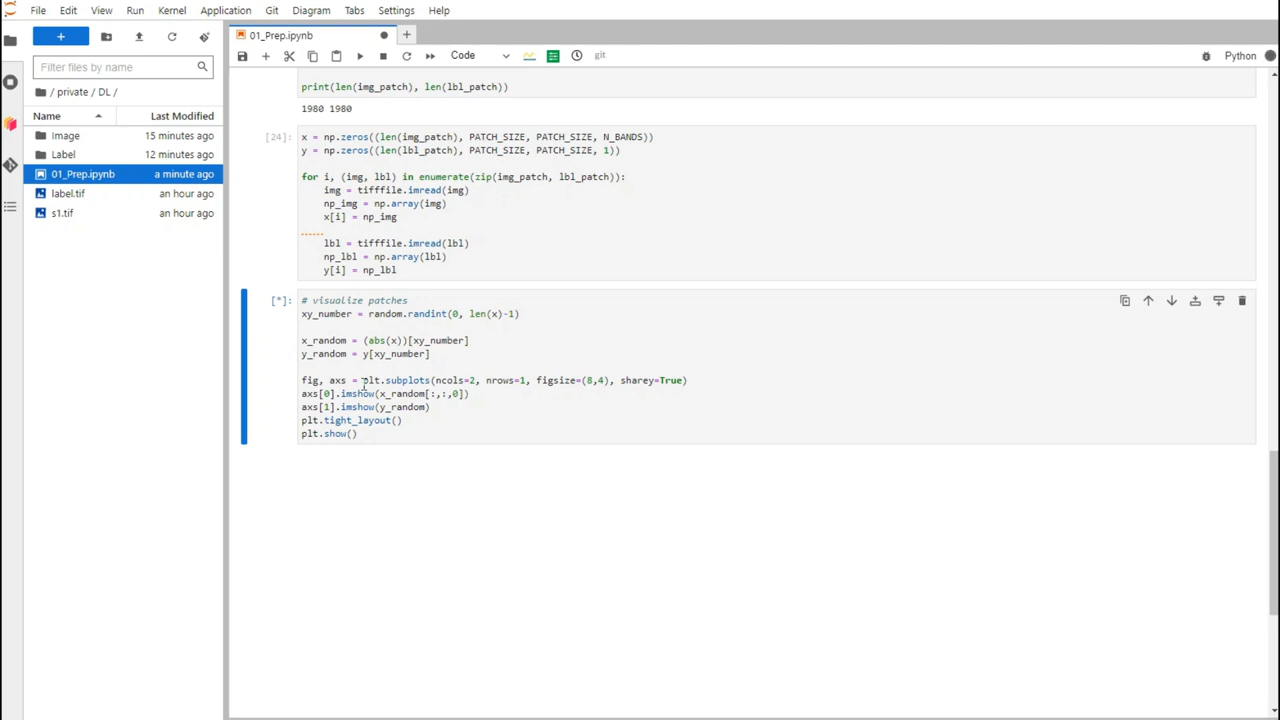 File Edit View Run Kernel Application Git Diagram Tabs Settings Help
01_Prep.ipynb
+
Filter files by name
/ private / DL /
Name Last Modified
Image 15 minutes ago
Label 12 minutes ago
01_Prep.ipynb a minute ago
label.tif an hour ago
s1.tif an hour ago
Code git Python
print(len(img_patch), len(lbl_patch))
1980 1980
[24]: x = np.zeros((len(img_patch), PATCH_SIZE, PATCH_SIZE, N_BANDS))
y = np.zeros((len(lbl_patch), PATCH_SIZE, PATCH_SIZE, 1))
for i, (img, lbl) in enumerate(zip(img_patch, lbl_patch)):
img = tifffile.imread(img)
np_img = np.array(img)
x[i] = np_img
lbl = tifffile.imread(lbl)
np_lbl = np.array(lbl)
y[i] = np_lbl
[*]: # visualize patches
xy_number = random.randint(0, len(x)-1)
x_random = (abs(x))[xy_number]
y_random = y[xy_number]
fig, axs = plt.subplots(ncols=2, nrows=1, figsize=(8,4), sharey=True)
axs[0].imshow(x_random[:,:,0])
axs[1].imshow(y_random)
plt.tight_layout()
plt.show()